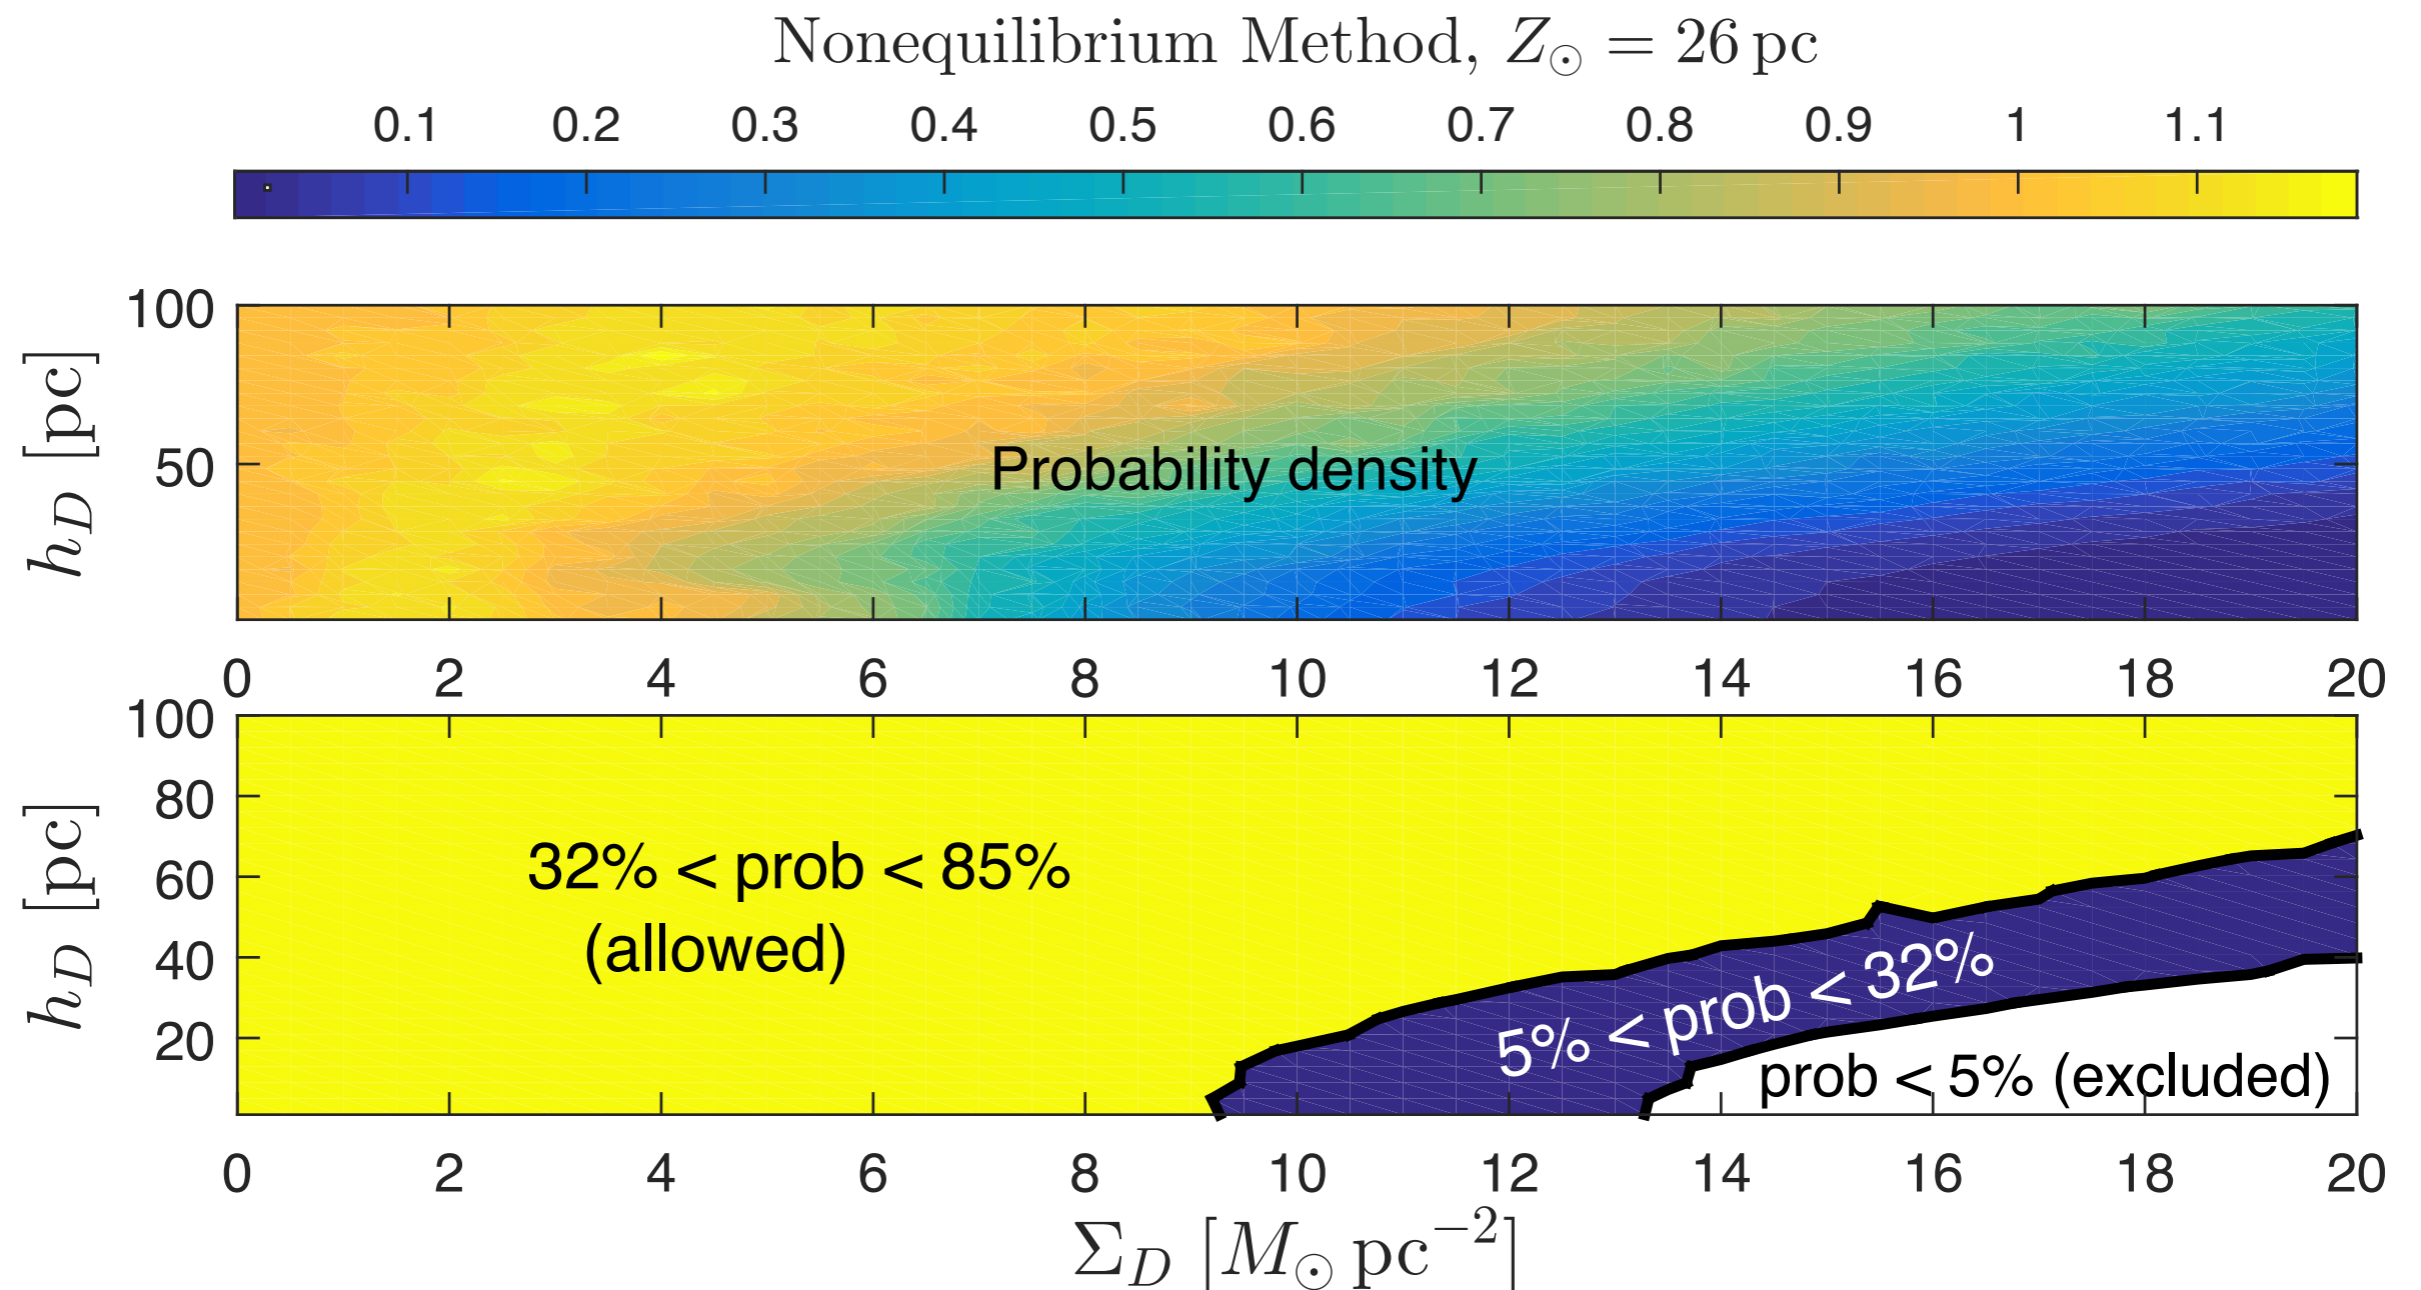 Nonequilibrium Method, Z⊙ = 26 pc
0.1 0.2 0.3 0.4 0.5 0.6 0.7 0.8 0.9 1 1.1
100
50
h_D [pc]
Probability density
0 2 4 6 8 10 12 14 16 18 20
100
80
60
40
20
h_D [pc]
32% < prob < 85%
(allowed)
5% < prob < 32%
prob < 5% (excluded)
0 2 4 6 8 10 12 14 16 18 20
Σ_D [M⊙ pc⁻²]